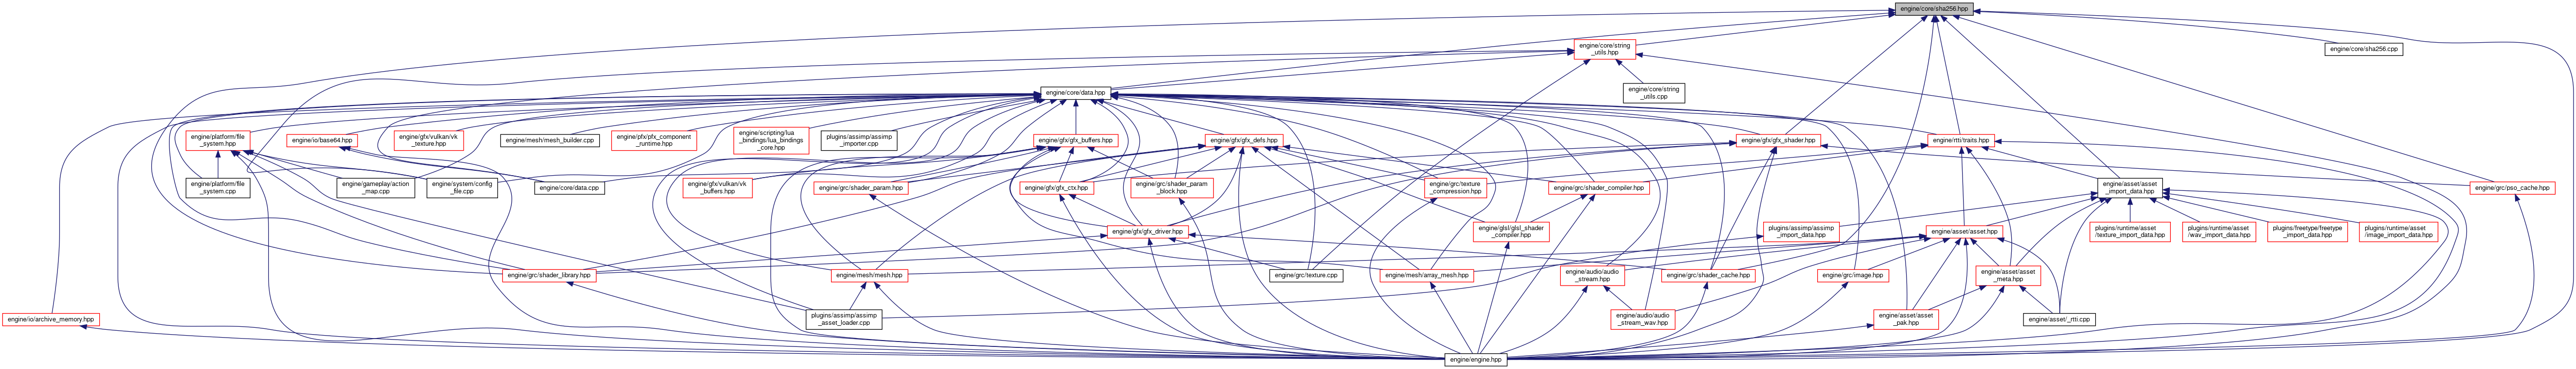 engine/core/sha256.hpp
engine/core/string
_utils.hpp
engine/core/sha256.cpp
engine/core/data.hpp
engine/core/string
_utils.cpp
engine/platform/file
_system.hpp
engine/io/base64.hpp
engine/gfx/vulkan/vk
_texture.hpp
engine/mesh/mesh_builder.cpp
engine/pfx/pfx_component
_runtime.hpp
engine/scripting/lua
_bindings/lua_bindings
_core.hpp
plugins/assimp/assimp
_importer.cpp
engine/gfx/gfx_buffers.hpp
engine/gfx/gfx_defs.hpp
engine/gfx/gfx_shader.hpp
engine/rtti/traits.hpp
engine/platform/file
_system.cpp
engine/gameplay/action
_map.cpp
engine/system/config
_file.cpp
engine/core/data.cpp
engine/gfx/vulkan/vk
_buffers.hpp
engine/grc/shader_param.hpp
engine/gfx/gfx_ctx.hpp
engine/grc/shader_param
_block.hpp
engine/grc/texture
_compression.hpp
engine/grc/shader_compiler.hpp
engine/asset/asset
_import_data.hpp
engine/grc/pso_cache.hpp
engine/gfx/gfx_driver.hpp
engine/glsl/glsl_shader
_compiler.hpp
plugins/assimp/assimp
_import_data.hpp
engine/asset/asset.hpp
plugins/runtime/asset
/texture_import_data.hpp
plugins/runtime/asset
/wav_import_data.hpp
plugins/freetype/freetype
_import_data.hpp
plugins/runtime/asset
/image_import_data.hpp
engine/grc/shader_library.hpp
engine/mesh/mesh.hpp
engine/grc/texture.cpp
engine/mesh/array_mesh.hpp
engine/audio/audio
_stream.hpp
engine/grc/shader_cache.hpp
engine/grc/image.hpp
engine/asset/asset
_meta.hpp
engine/io/archive_memory.hpp
plugins/assimp/assimp
_asset_loader.cpp
engine/audio/audio
_stream_wav.hpp
engine/asset/asset
_pak.hpp
engine/asset/_rtti.cpp
engine/engine.hpp